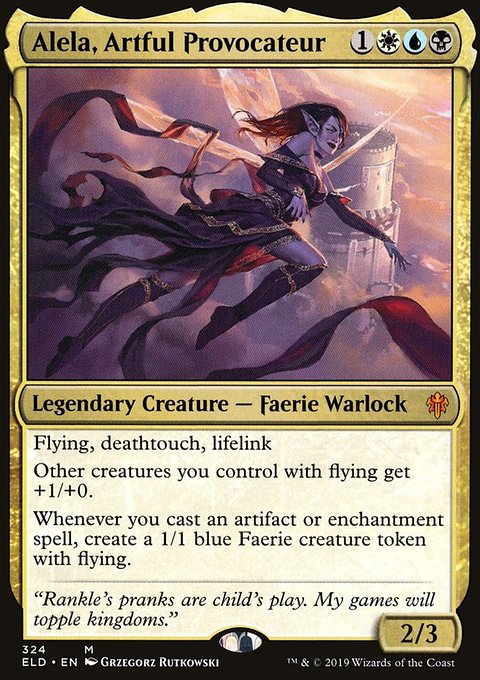 Alela, Artful Provocateur 1
Legendary Creature — Faerie Warlock
Flying, deathtouch, lifelink
Other creatures you control with flying get
+1/+0.
Whenever you cast an artifact or enchantment
spell, create a 1/1 blue Faerie creature token
with flying.
“Rankle’s pranks are child’s play. My games will
topple kingdoms.”
2/3
324 M
ELD • EN Grzegorz Rutkowski ™ & © 2019 Wizards of the Coast